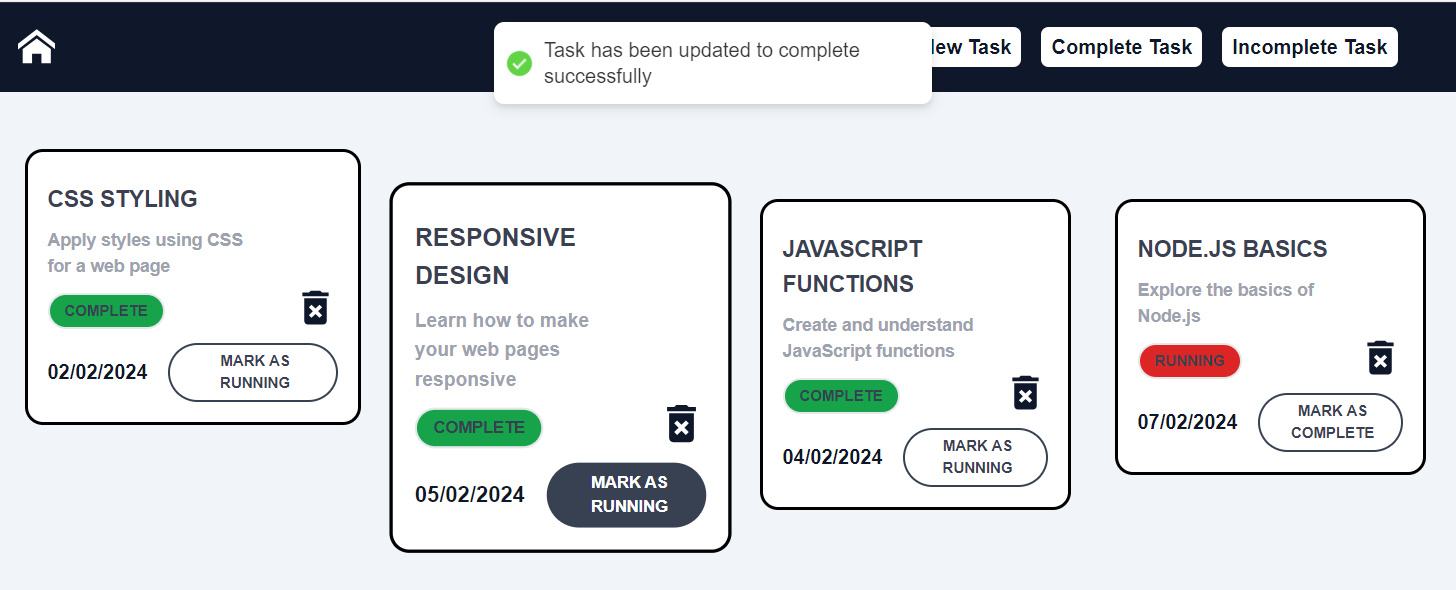 Task has been updated to complete
successfully
Task
Complete Task
Incomplete Task
CSS STYLING
Apply styles using CSS
for a web page
COMPLETE
02/02/2024
MARK AS
RUNNING
RESPONSIVE
DESIGN
Learn how to make
your web pages
responsive
COMPLETE
05/02/2024
MARK AS
RUNNING
JAVASCRIPT
FUNCTIONS
Create and understand
JavaScript functions
COMPLETE
04/02/2024
MARK AS
RUNNING
NODE.JS BASICS
Explore the basics of
Node.js
RUNNING
07/02/2024
MARK AS
COMPLETE